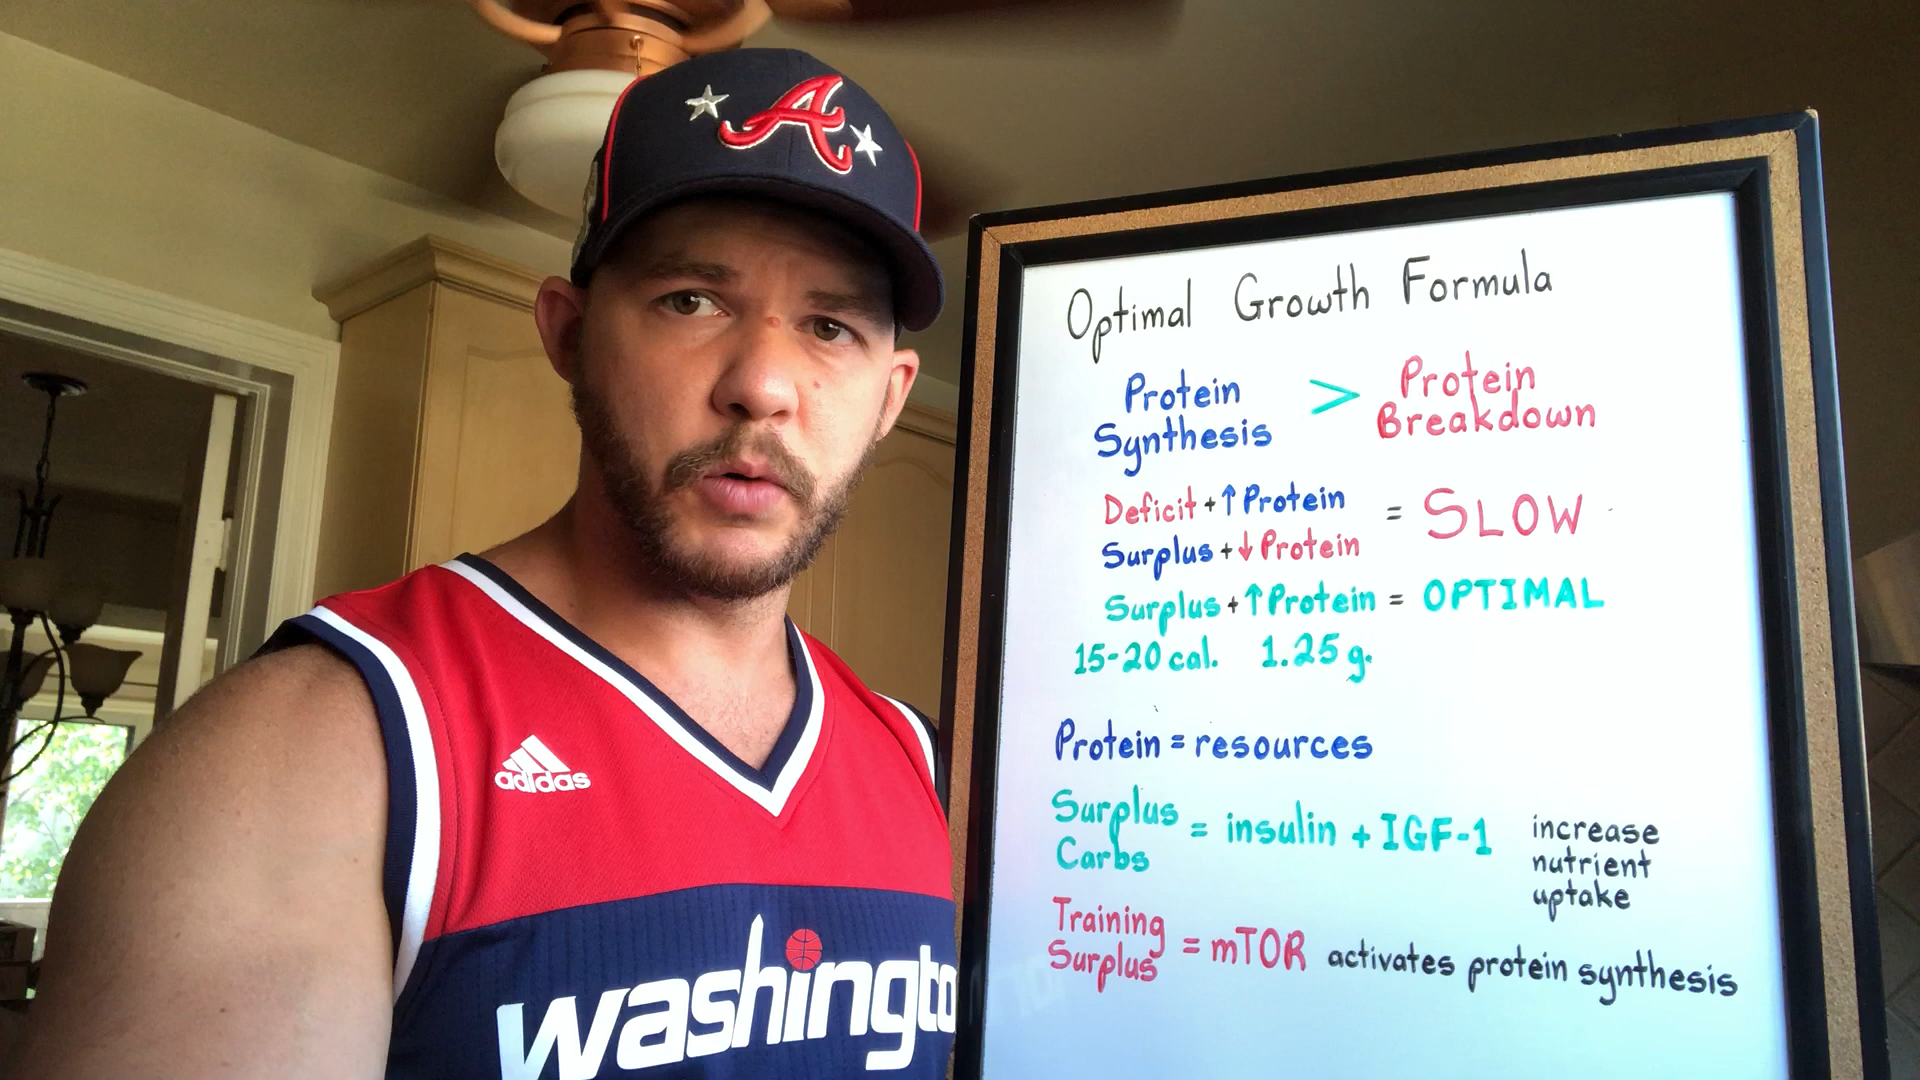 A
adidas
washingto
Optimal Growth Formula
Protein Synthesis > Protein Breakdown
Deficit + ↑ Protein
Surplus + ↓ Protein
= SLOW
Surplus + ↑ Protein = OPTIMAL
15-20 cal. 1.25 g.
Protein = resources
Surplus Carbs = insulin + IGF-1 increase nutrient uptake
Training Surplus = mTOR activates protein synthesis